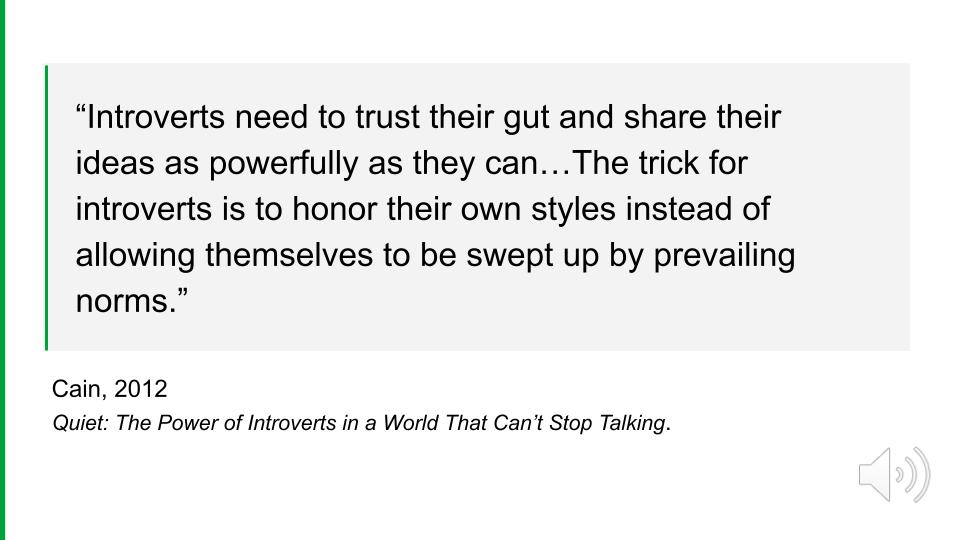 “Introverts need to trust their gut and share their
ideas as powerfully as they can…The trick for
introverts is to honor their own styles instead of
allowing themselves to be swept up by prevailing
norms.”
Cain, 2012
Quiet: The Power of Introverts in a World That Can’t Stop Talking.